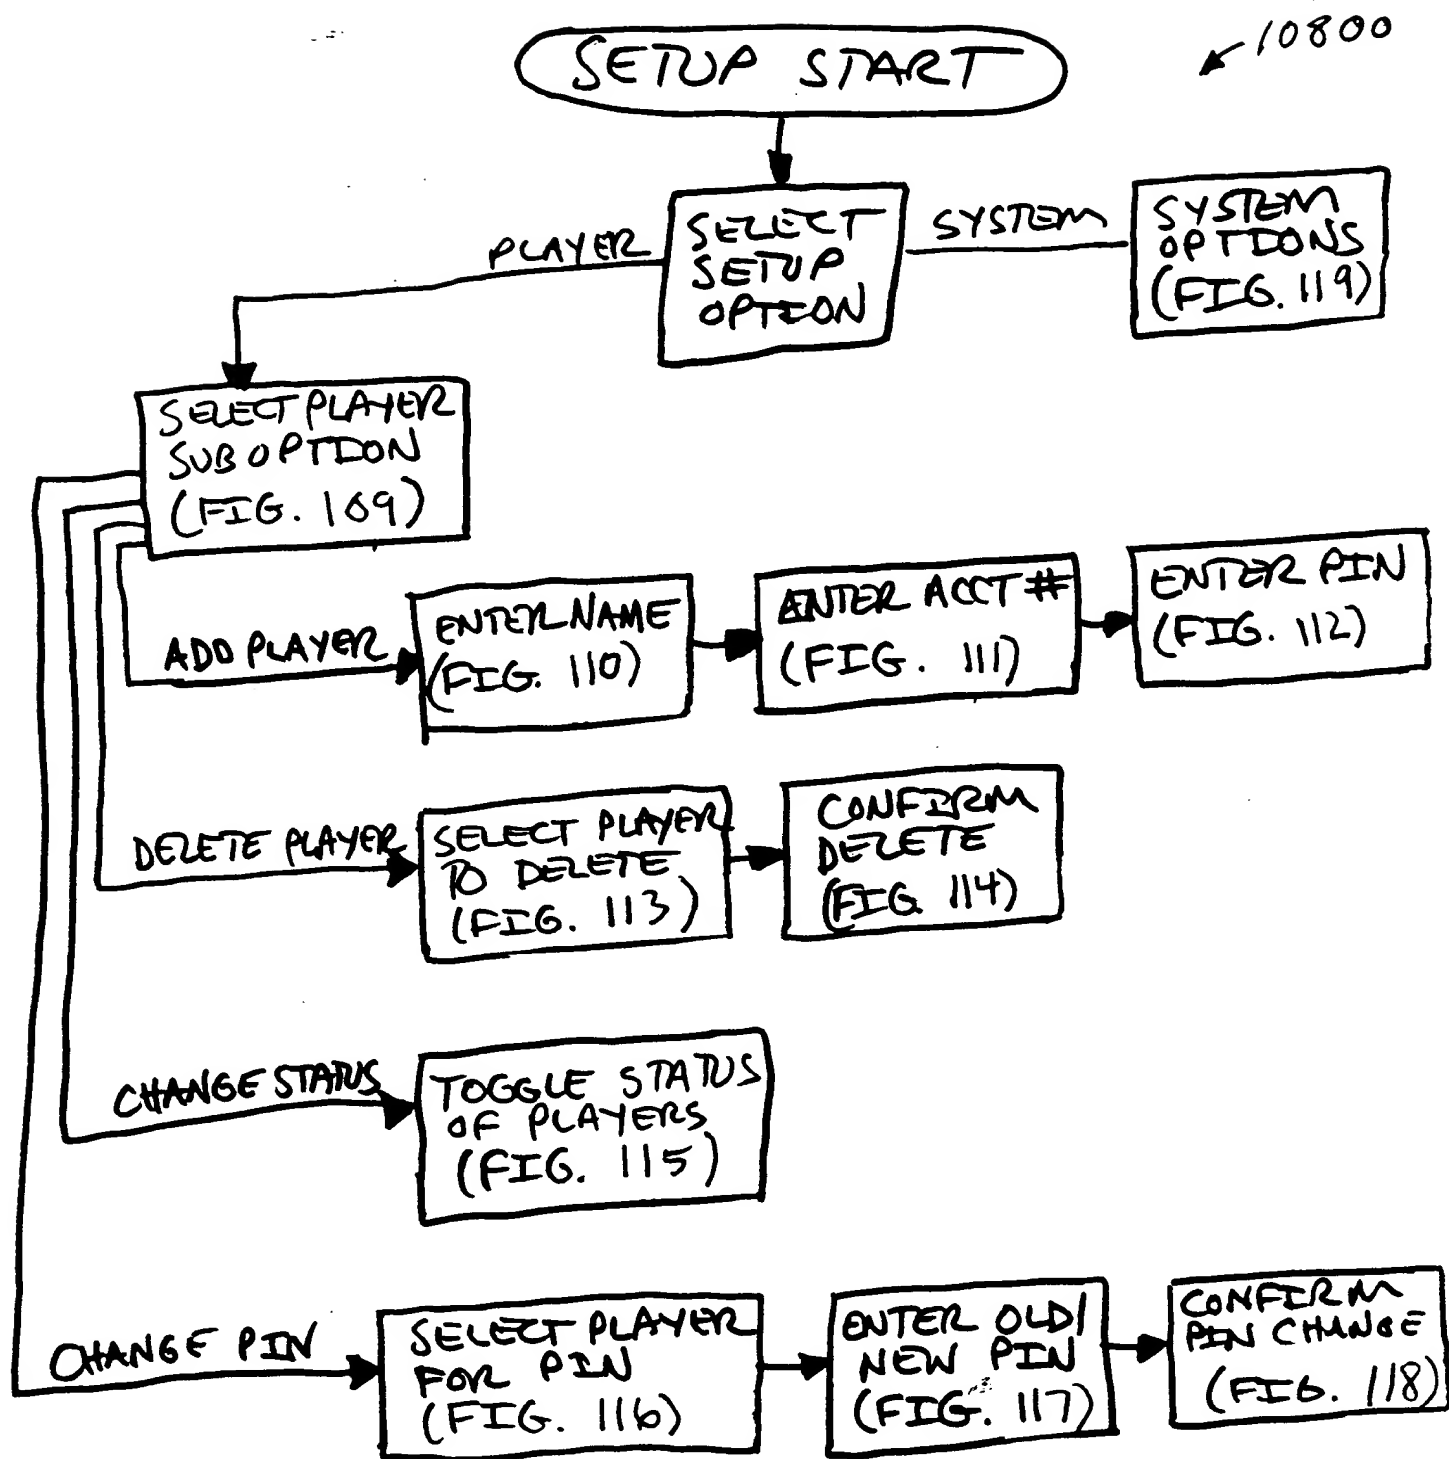 10800
SETUP START
SELECT
SETUP
OPTION
PLAYER
SYSTEM
SYSTEM
OPTIONS
(FIG. 119)
SELECT PLAYER
SUBOPTION
(FIG. 109)
ADD PLAYER
ENTER NAME
(FIG. 110)
ENTER ACCT #
(FIG. 111)
ENTER PIN
(FIG. 112)
DELETE PLAYER
SELECT PLAYER
TO DELETE
(FIG. 113)
CONFIRM
DELETE
(FIG. 114)
CHANGE STATUS
TOGGLE STATUS
OF PLAYERS
(FIG. 115)
CHANGE PIN
SELECT PLAYER
FOR PIN
(FIG. 116)
ENTER OLD/
NEW PIN
(FIG. 117)
CONFIRM
PIN CHANGE
(FIG. 118)